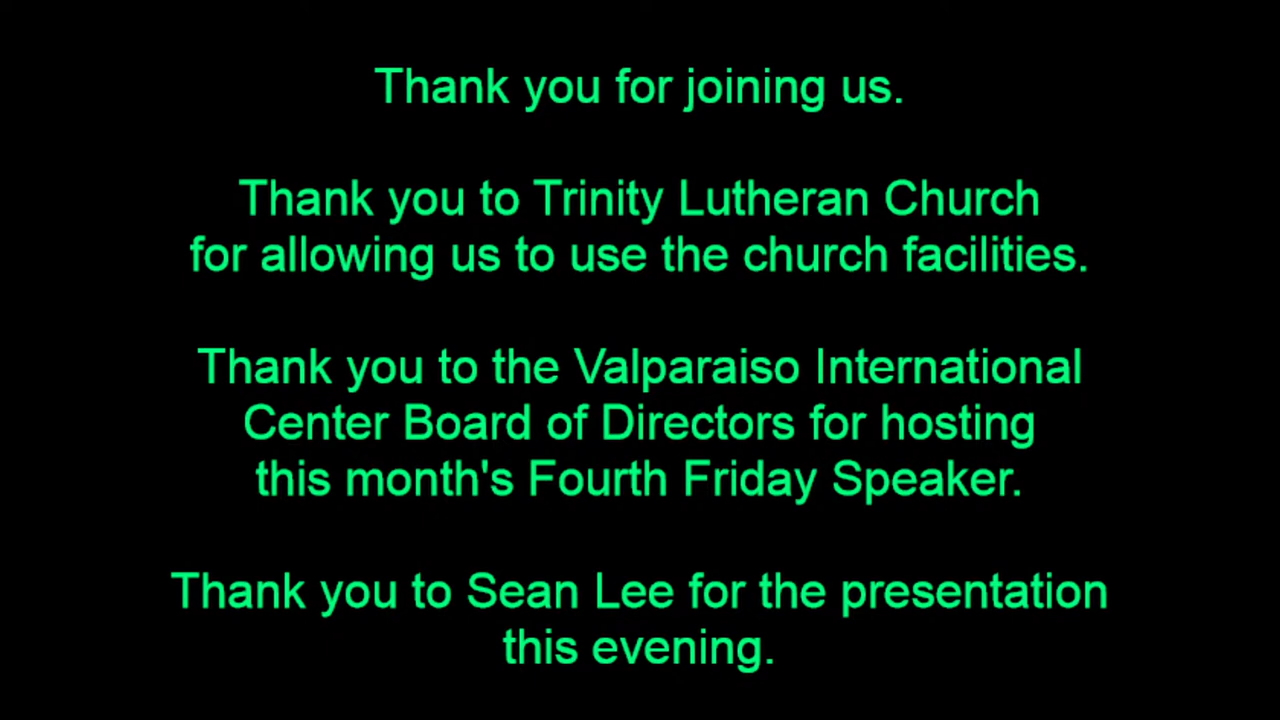 Thank you for joining us.
Thank you to Trinity Lutheran Church
for allowing us to use the church facilities.
Thank you to the Valparaiso International
Center Board of Directors for hosting
this month's Fourth Friday Speaker.
Thank you to Sean Lee for the presentation
this evening.